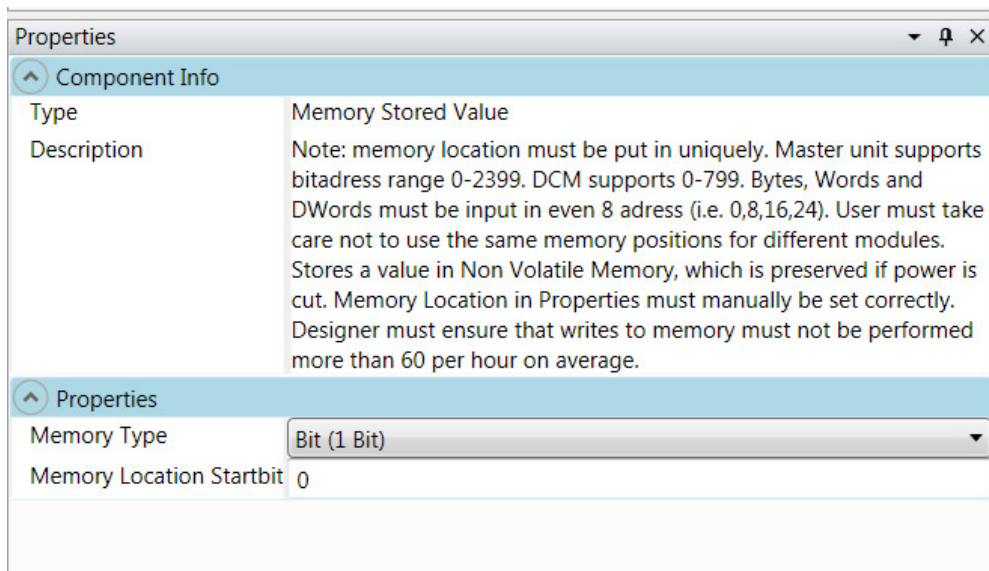 Properties
Component Info
Type Memory Stored Value
Description Note: memory location must be put in uniquely. Master unit supports
bitadress range 0-2399. DCM supports 0-799. Bytes, Words and
DWords must be input in even 8 adress (i.e. 0,8,16,24). User must take
care not to use the same memory positions for different modules.
Stores a value in Non Volatile Memory, which is preserved if power is
cut. Memory Location in Properties must manually be set correctly.
Designer must ensure that writes to memory must not be performed
more than 60 per hour on average.
Properties
Memory Type Bit (1 Bit)
Memory Location Startbit 0